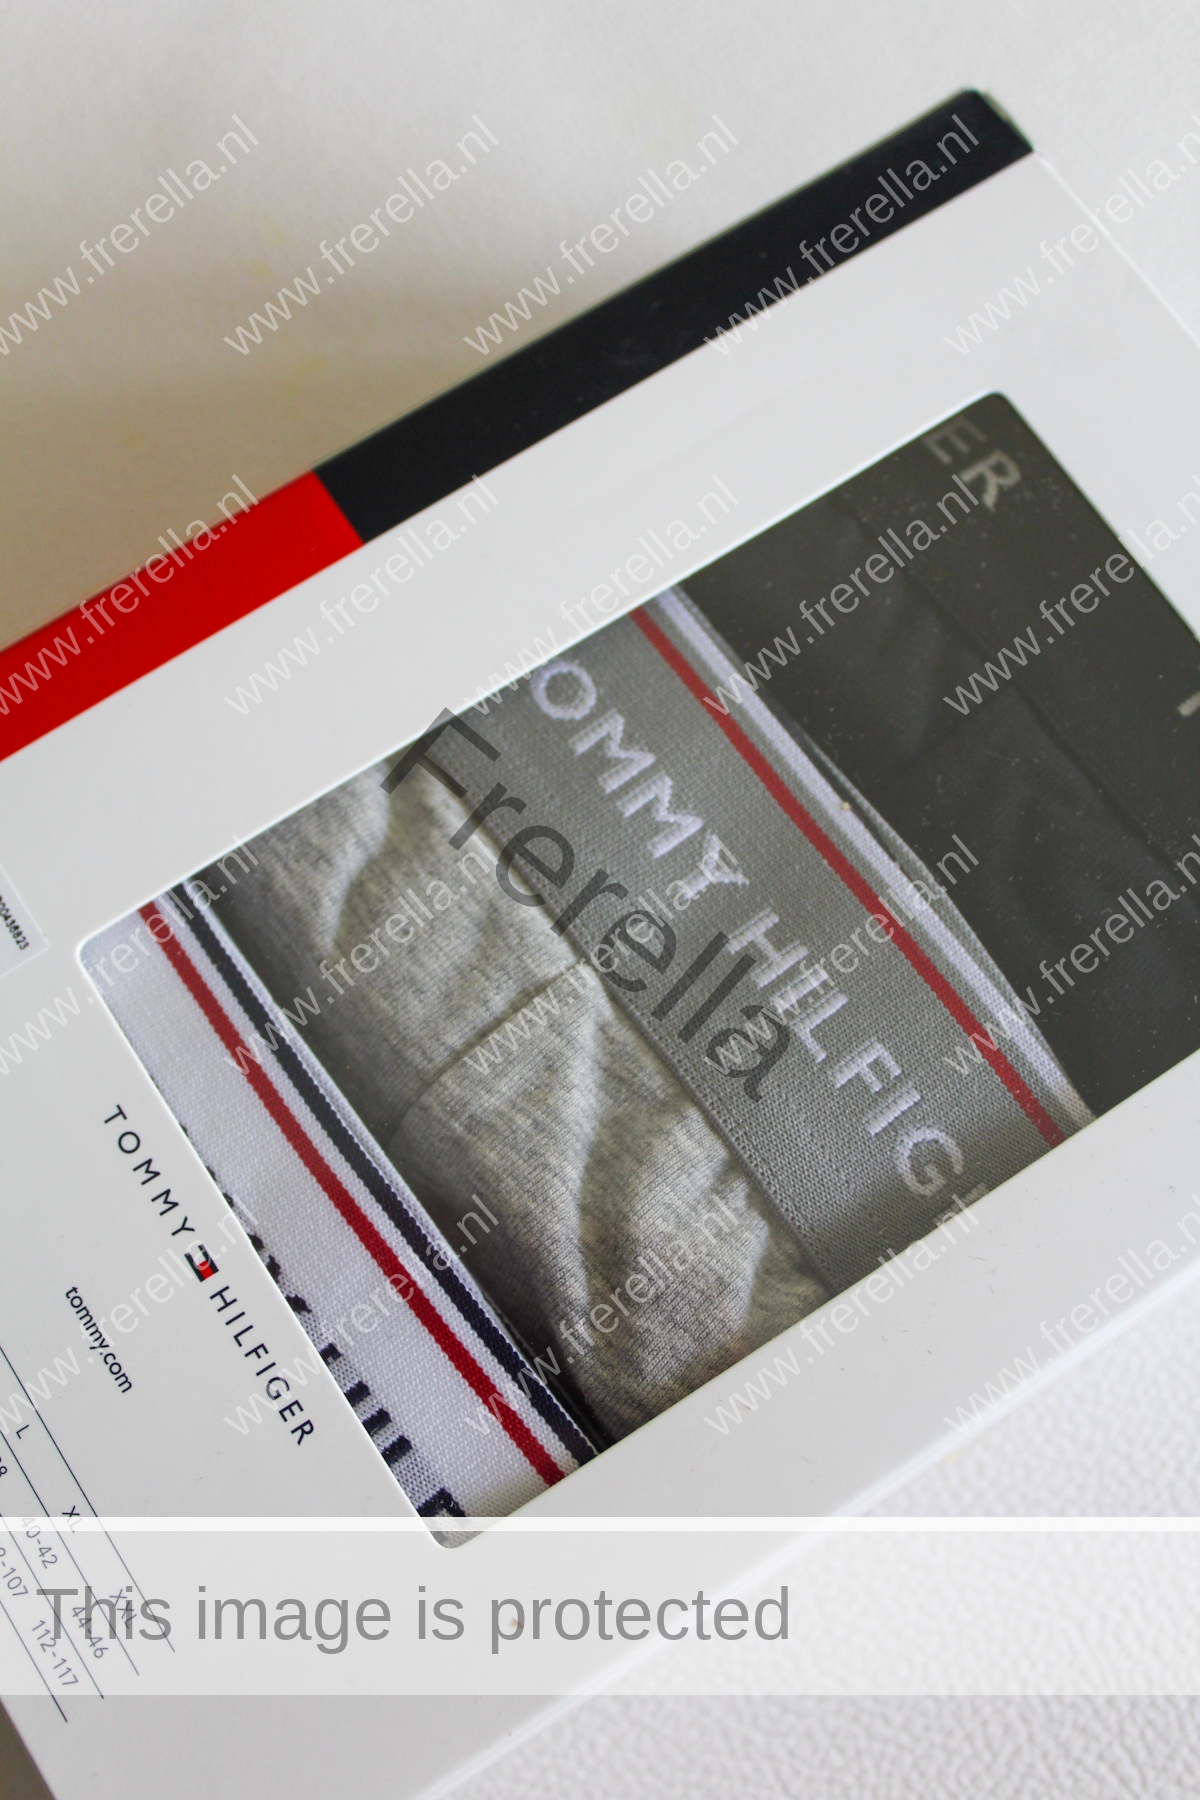 www.frerella.nl
ER
OMMY HILFIG
Frerella
TOMMY HILFIGER
tommy.com
L
XL
XXL
40-42
44-46
112-117
This image is protected